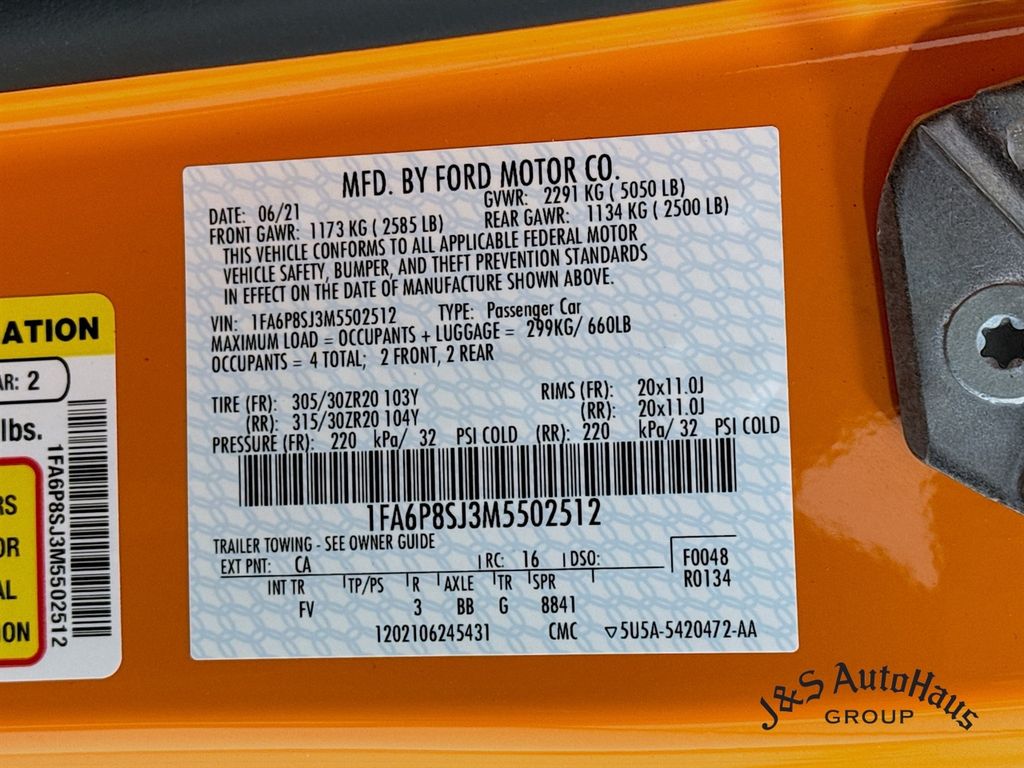 MFD. BY FORD MOTOR CO.
DATE: 06/21 GVWR: 2291 KG ( 5050 LB)
FRONT GAWR: 1173 KG ( 2585 LB) REAR GAWR: 1134 KG ( 2500 LB)
THIS VEHICLE CONFORMS TO ALL APPLICABLE FEDERAL MOTOR
VEHICLE SAFETY, BUMPER, AND THEFT PREVENTION STANDARDS
IN EFFECT ON THE DATE OF MANUFACTURE SHOWN ABOVE.
VIN: 1FA6P8SJ3M5502512 TYPE: Passenger Car
MAXIMUM LOAD = OCCUPANTS + LUGGAGE = 299KG/ 660LB
OCCUPANTS = 4 TOTAL; 2 FRONT, 2 REAR
TIRE (FR): 305/30ZR20 103Y RIMS (FR): 20x11.0J
(RR): 315/30ZR20 104Y (RR): 20x11.0J
PRESSURE (FR): 220 kPa/ 32 PSI COLD (RR): 220 kPa/ 32 PSI COLD
1FA6P8SJ3M5502512
TRAILER TOWING - SEE OWNER GUIDE
EXT PNT: CA RC: 16 DSO: F0048
R0134
INT TR TP/PS R AXLE TR SPR
FV 3 BB G 8841
1202106245431 CMC ▽5U5A-5420472-AA
ATION
AR: 2
lbs.
RS
OR
AL
ION
1FA6P8SJ3M5502512
J&S AutoHaus
GROUP